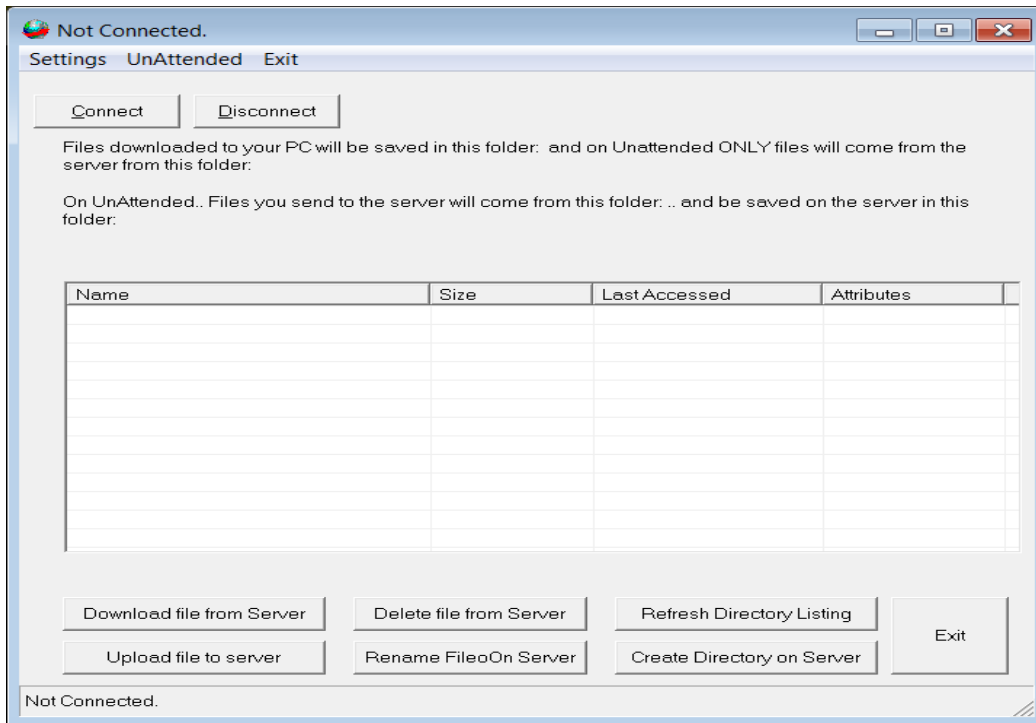 Not Connected.
Settings UnAttended Exit
Connect Disconnect
Files downloaded to your PC will be saved in this folder: and on Unattended ONLY files will come from the
server from this folder:
On UnAttended.. Files you send to the server will come from this folder: .. and be saved on the server in this
folder:
Name Size Last Accessed Attributes
Download file from Server Delete file from Server Refresh Directory Listing
Exit
Upload file to server Rename FileoOn Server Create Directory on Server
Not Connected.